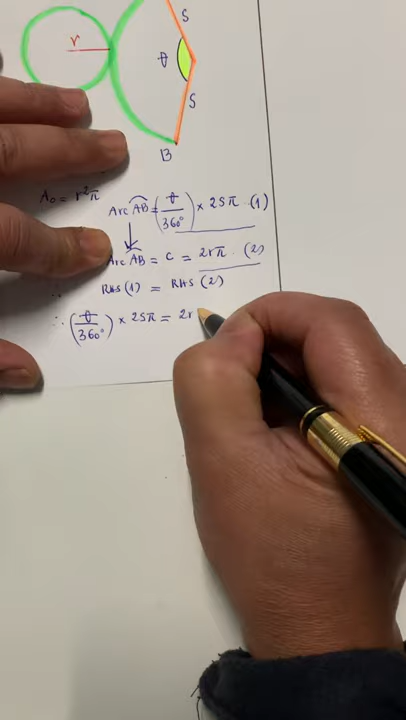 S
r
θ
S
B
A₀ = r²π
Arc AB = (θ/360°) × 2Sπ · (1)
Arc AB = C = 2rπ · (2)
RHS (1) = RHS (2)
∴ (θ/360°) × 2Sπ = 2r